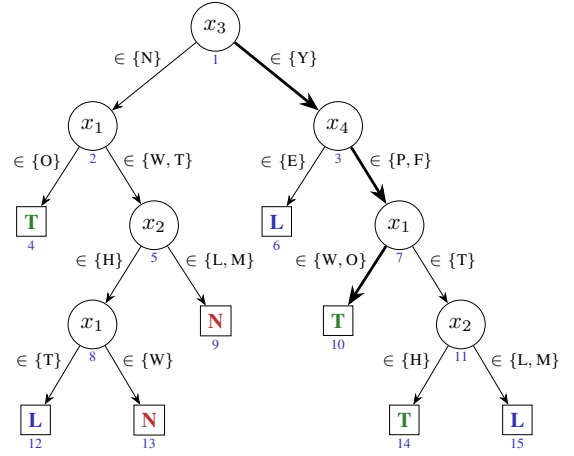 x₃
1
∈ {N} ∈ {Y}
x₁ x₄
2 3
∈ {O} ∈ {W, T} ∈ {E} ∈ {P, F}
T x₂ L x₁
4 5 6 7
∈ {H} ∈ {L, M} ∈ {W, O} ∈ {T}
x₁ N T x₂
8 9 10 11
∈ {T} ∈ {W} ∈ {H} ∈ {L, M}
L N T L
12 13 14 15